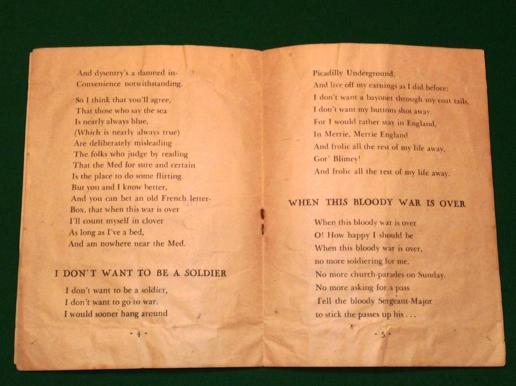 And dysentry's a damned in-
Convenience notwithstanding.
So I think that you'll agree,
That those who say the sea
Is nearly always blue,
(Which is nearly always true)
Are deliberately misleading
The folks who judge by reading
That the Med for sure and certain
Is the place to do some flirting
But you and I know better,
And you can bet an old French letter-
Box, that when this war is over
I'll count myself in clover
As long as I've a bed,
And am nowhere near the Med.
I DON'T WANT TO BE A SOLDIER
I don't want to be a soldier,
I don't want to go to war.
I would sooner hang around
- 4 -
Picadilly Underground.
And live off my earnings as I did before;
I don't want a bayonet through my coat tails,
I don't want my buttons shot away.
For I would rather stay in England,
In Merrie, Merrie England
And frolic all the rest of my life away,
Gor' Blimey!
And frolic all the rest of my life away.
WHEN THIS BLOODY WAR IS OVER
When this bloody war is over
O! How happy I should be
When this bloody war is over,
no more soldiering for me.
No more church-parades on Sunday.
No more asking for a pass
Tell the bloody Sergeant-Major
to stick the passes up his . . .
- 5 -